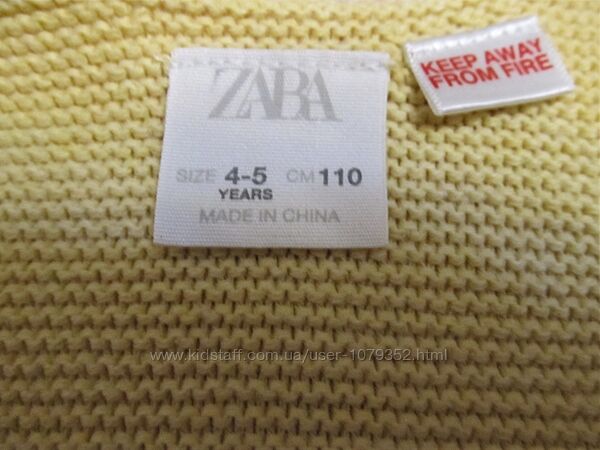 ZARA
SIZE 4-5 CM 110
YEARS
MADE IN CHINA
KEEP AWAY
FROM FIRE
www.kidstaff.com.ua/user-1079352.html